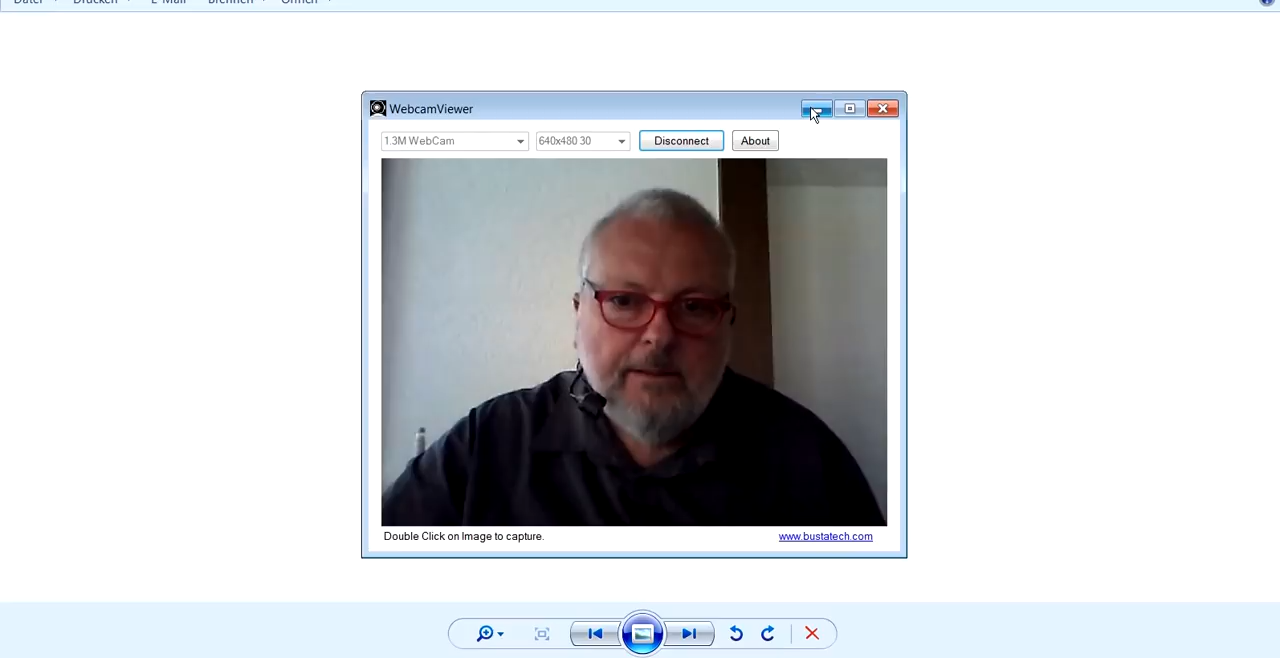 Datei Drucken E-Mail Brennen Öffnen
WebcamViewer
1.3M WebCam 640x480 30 Disconnect About
Double Click on Image to capture. www.bustatech.com